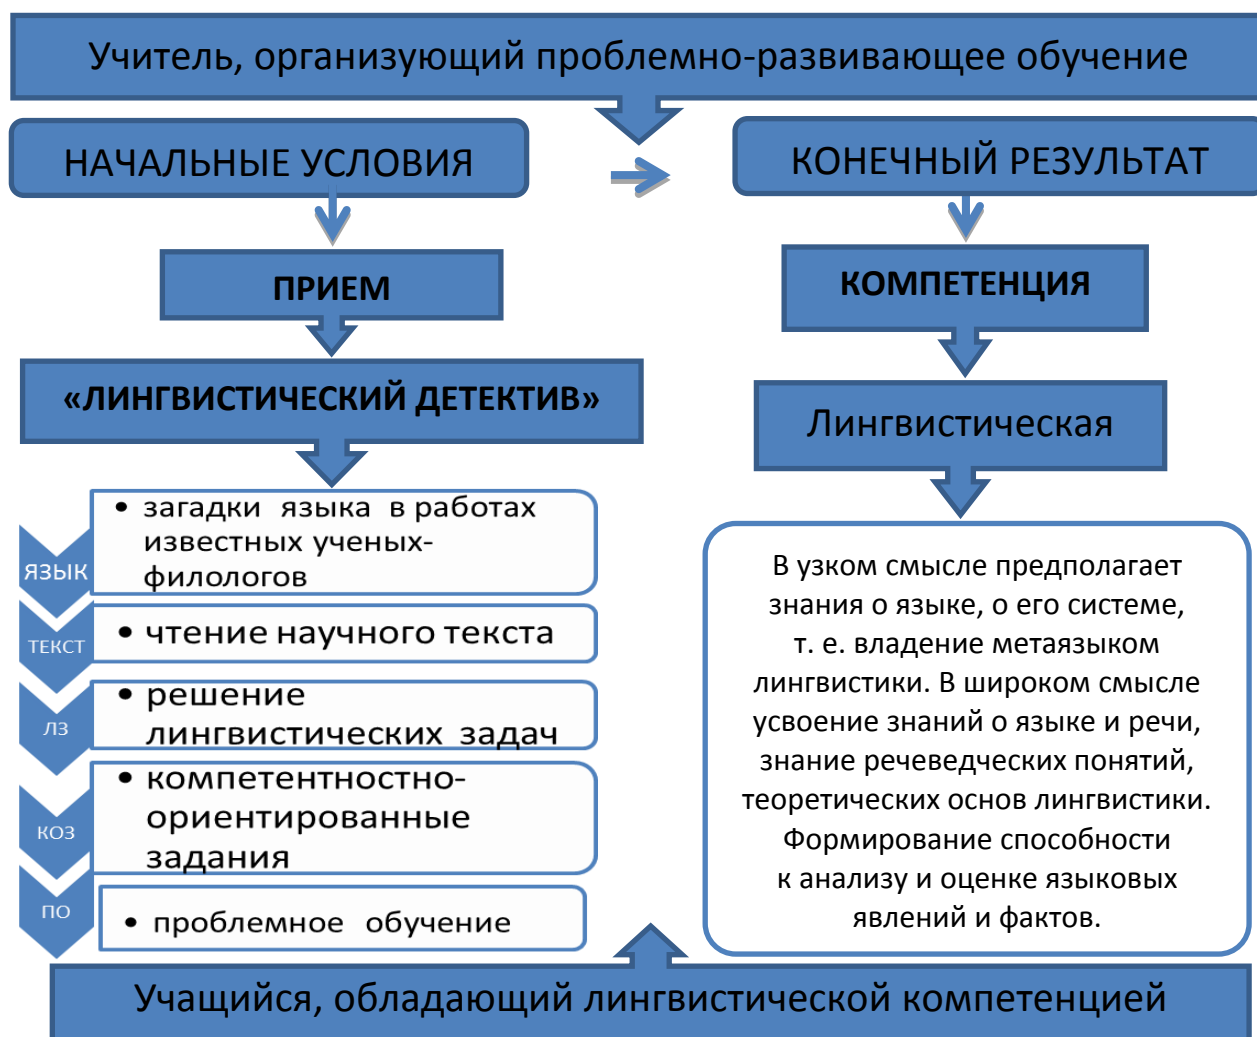 Учитель, организующий проблемно-развивающее обучение
НАЧАЛЬНЫЕ УСЛОВИЯ
КОНЕЧНЫЙ РЕЗУЛЬТАТ
ПРИЕМ
КОМПЕТЕНЦИЯ
«ЛИНГВИСТИЧЕСКИЙ ДЕТЕКТИВ»
Лингвистическая
ЯЗЫК
• загадки языка в работах
известных ученых-
филологов
ТЕКСТ
• чтение научного текста
ЛЗ
• решение
лингвистических задач
КОЗ
• компетентностно-
ориентированные
задания
ПО
• проблемное обучение
В узком смысле предполагает
знания о языке, о его системе,
т. е. владение метаязыком
лингвистики. В широком смысле
усвоение знаний о языке и речи,
знание речеведческих понятий,
теоретических основ лингвистики.
Формирование способности
к анализу и оценке языковых
явлений и фактов.
Учащийся, обладающий лингвистической компетенцией